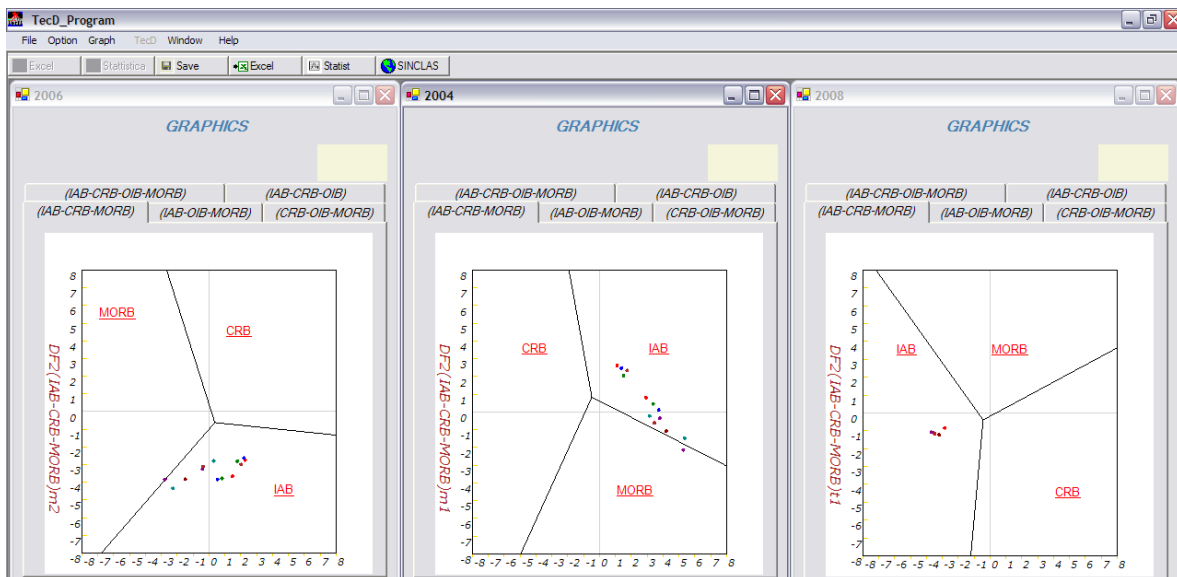 TecD_Program
File Option Graph TecD Window Help
Excel Stattistica Save Excel Statist SINCLAS
2006
GRAPHICS
(IAB-CRB-OIB-MORB) (IAB-CRB-OIB)
(IAB-CRB-MORB) (IAB-OIB-MORB) (CRB-OIB-MORB)
8
7
6
5
4
3
2
1
0
-1
-2
-3
-4
-5
-6
-7
-8 -7 -6 -5 -4 -3 -2 -1 0 1 2 3 4 5 6 7 8
DF2(IAB-CRB-MORB)m2
MORB
CRB
IAB
2004
GRAPHICS
(IAB-CRB-OIB-MORB) (IAB-CRB-OIB)
(IAB-CRB-MORB) (IAB-OIB-MORB) (CRB-OIB-MORB)
8
7
6
5
4
3
2
1
0
-1
-2
-3
-4
-5
-6
-7
-8 -7 -6 -5 -4 -3 -2 -1 0 1 2 3 4 5 6 7 8
DF2(IAB-CRB-MORB)m1
CRB
IAB
MORB
2008
GRAPHICS
(IAB-CRB-OIB-MORB) (IAB-CRB-OIB)
(IAB-CRB-MORB) (IAB-OIB-MORB) (CRB-OIB-MORB)
8
7
6
5
4
3
2
1
0
-1
-2
-3
-4
-5
-6
-7
-8 -7 -6 -5 -4 -3 -2 -1 0 1 2 3 4 5 6 7 8
DF2(IAB-CRB-MORB)t1
IAB
MORB
CRB